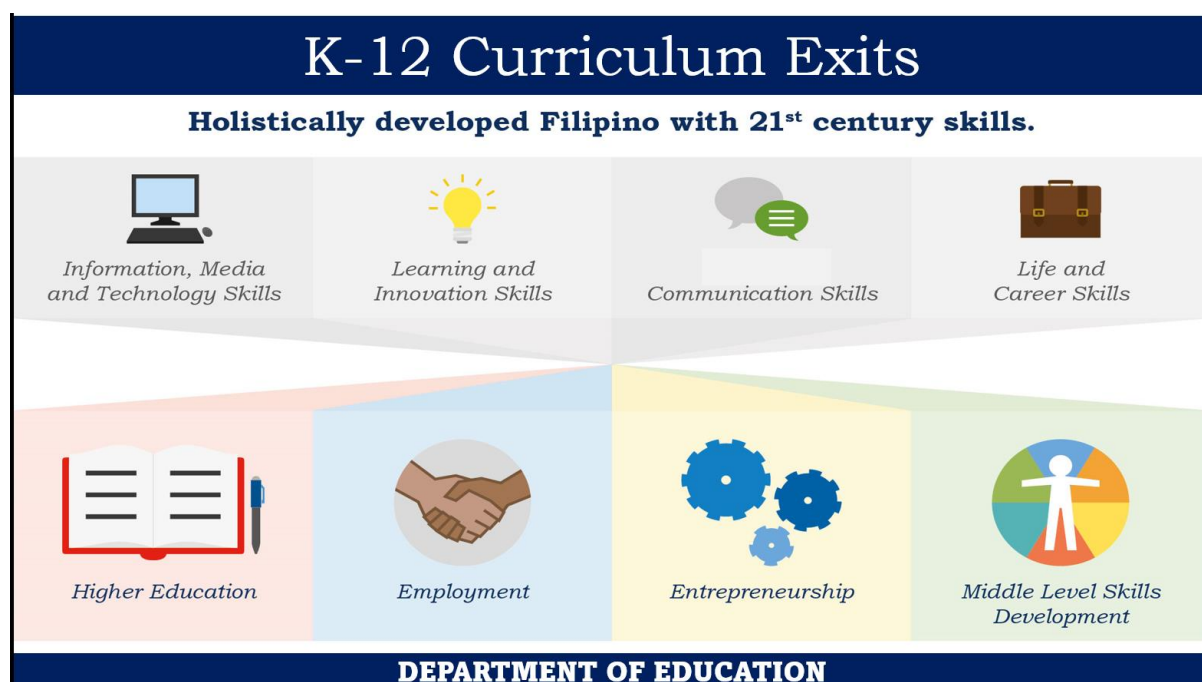 K-12 Curriculum Exits
Holistically developed Filipino with 21st century skills.
Information, Media
and Technology Skills
Learning and
Innovation Skills
Communication Skills
Life and
Career Skills
Higher Education
Employment
Entrepreneurship
Middle Level Skills
Development
DEPARTMENT OF EDUCATION